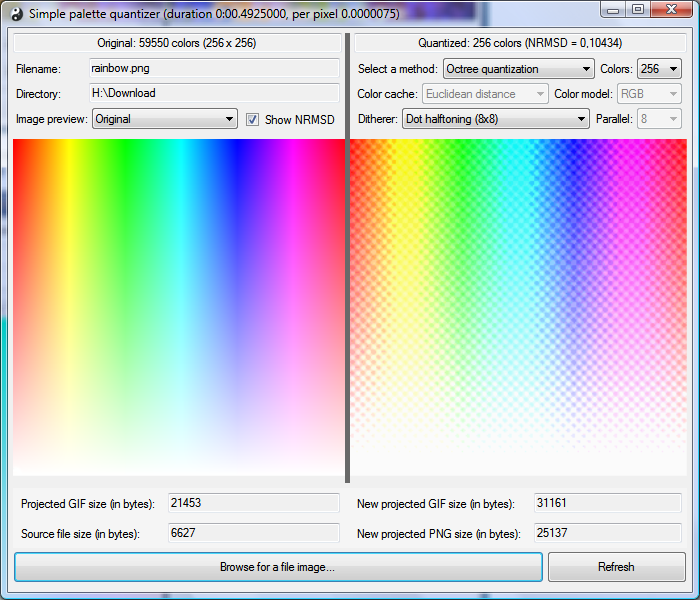 Simple palette quantizer (duration 0:00.4925000, per pixel 0.0000075)
Original: 59550 colors (256 x 256)
Quantized: 256 colors (NRMSD = 0,10434)
Filename: rainbow.png
Select a method: Octree quantization Colors: 256
Directory: H:\Download
Color cache: Euclidean distance Color model: RGB
Image preview: Original Show NRMSD
Ditherer: Dot halftoning (8x8) Parallel: 8
Projected GIF size (in bytes): 21453
New projected GIF size (in bytes): 31161
Source file size (in bytes): 6627
New projected PNG size (in bytes): 25137
Browse for a file image...
Refresh